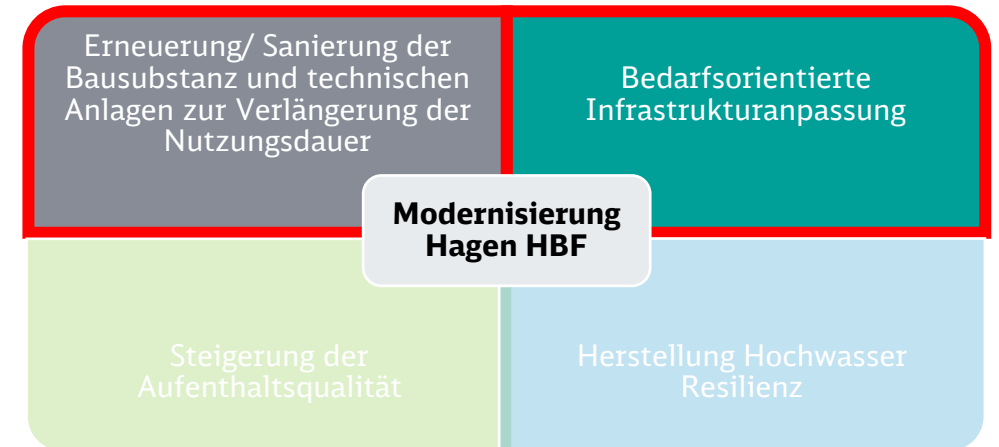 Erneuerung/ Sanierung der
Bausubstanz und technischen
Anlagen zur Verlängerung der
Nutzungsdauer
Bedarfsorientierte
Infrastrukturanpassung
Modernisierung
Hagen HBF
Steigerung der
Aufenthaltsqualität
Herstellung Hochwasser
Resilienz